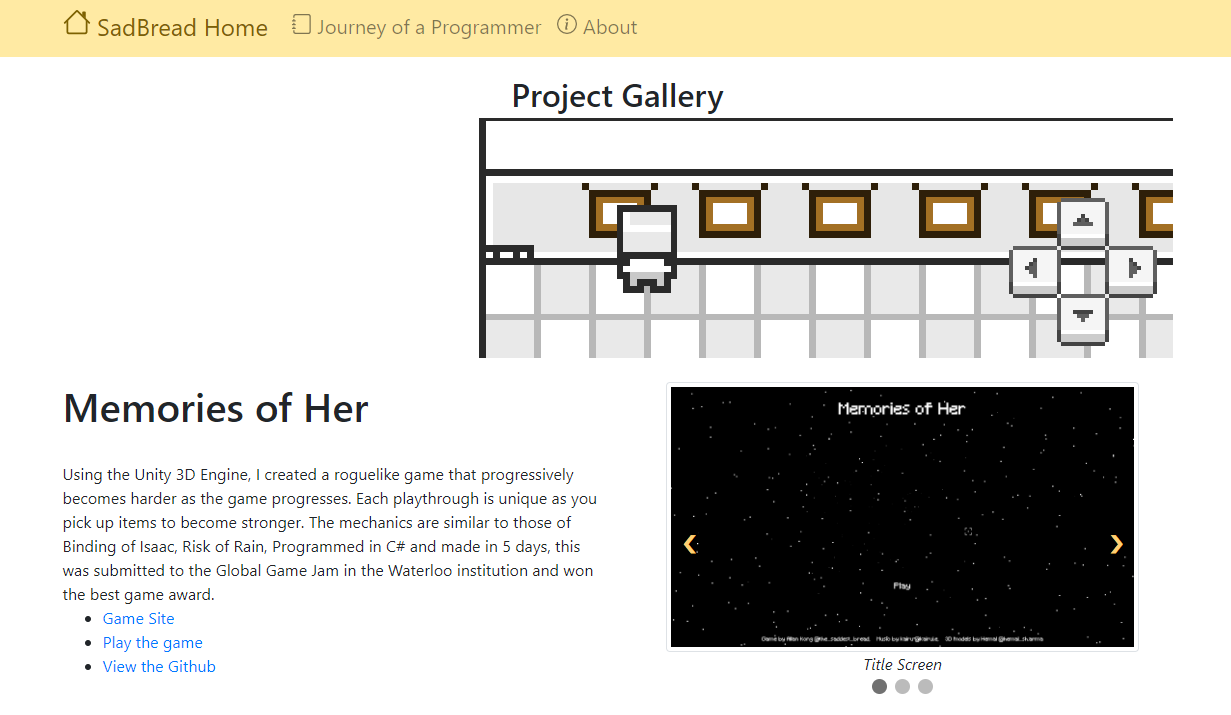 SadBread Home Journey of a Programmer About
Project Gallery
Memories of Her
Using the Unity 3D Engine, I created a roguelike game that progressively
becomes harder as the game progresses. Each playthrough is unique as you
pick up items to become stronger. The mechanics are similar to those of
Binding of Isaac, Risk of Rain, Programmed in C# and made in 5 days, this
was submitted to the Global Game Jam in the Waterloo institution and won
the best game award.
Game Site
Play the game
View the Github
Memories of Her
Play
Game by Allan Kong @the_saddest_bread. Music by 3D models by Kemal
Title Screen